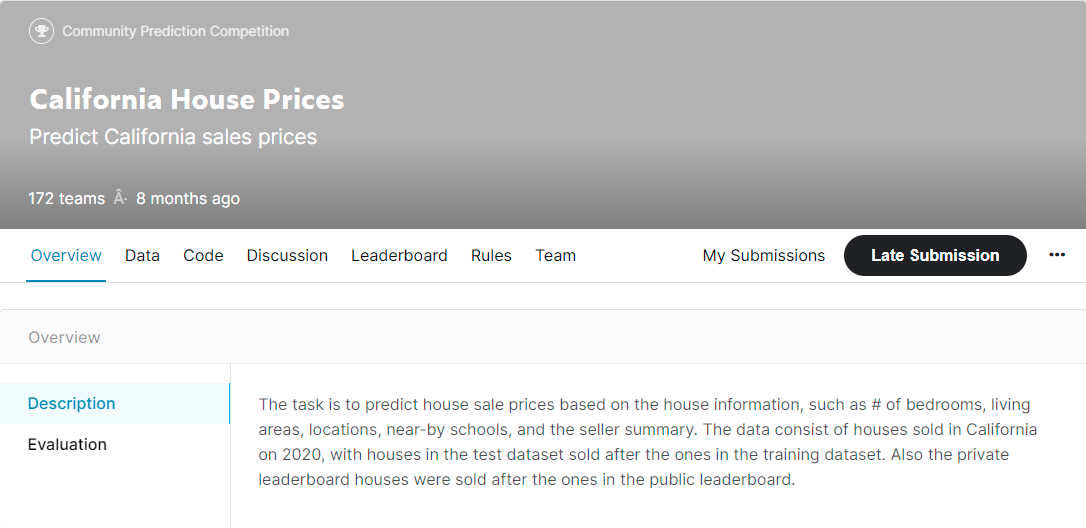 Community Prediction Competition
California House Prices
Predict California sales prices
172 teams Â· 8 months ago
Overview Data Code Discussion Leaderboard Rules Team My Submissions Late Submission ···
Overview
Description
The task is to predict house sale prices based on the house information, such as # of bedrooms, living
areas, locations, near-by schools, and the seller summary. The data consist of houses sold in California
Evaluation
on 2020, with houses in the test dataset sold after the ones in the training dataset. Also the private
leaderboard houses were sold after the ones in the public leaderboard.